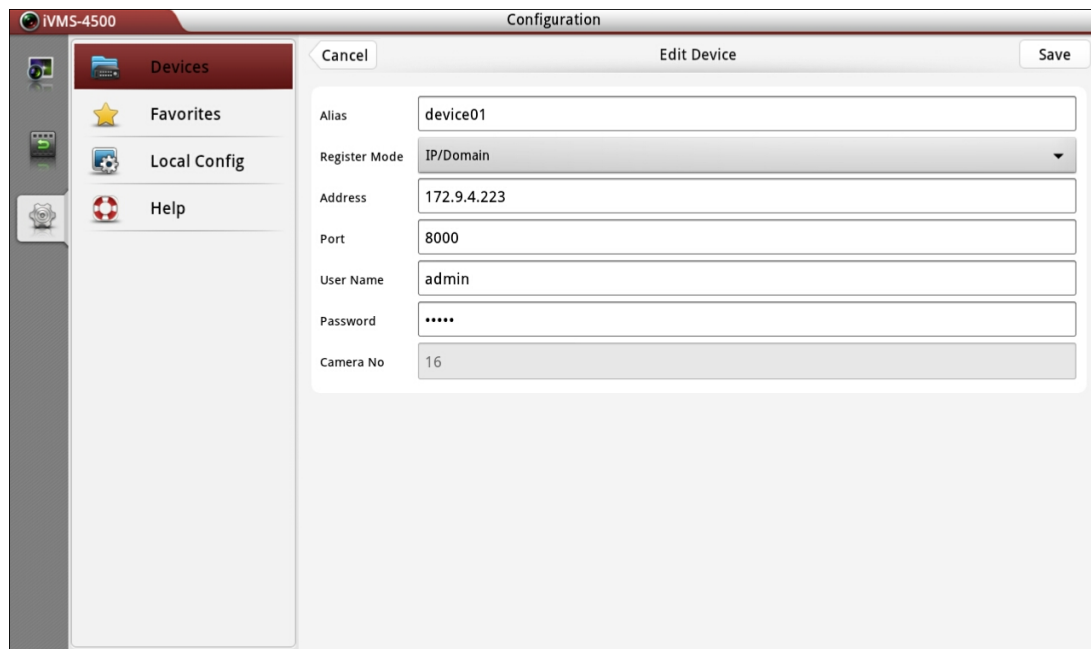 iVMS-4500
Configuration
Devices
Favorites
Local Config
Help
Cancel
Edit Device
Save
Alias
device01
Register Mode
IP/Domain
Address
172.9.4.223
Port
8000
User Name
admin
Password
•••••
Camera No
16